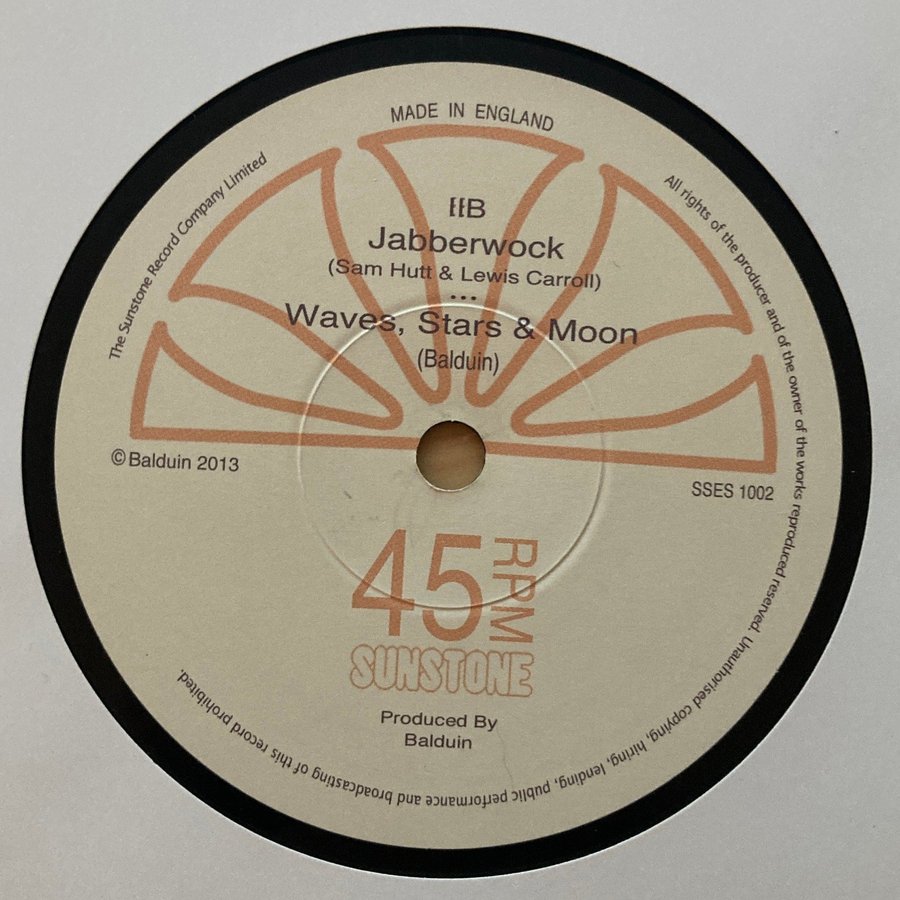 MADE IN ENGLAND
The Sunstone Record Company Limited
All rights of the producer and of the owner of the works reproduced reserved. Unauthorised copying, hiring, lending, public performance and broadcasting of this record prohibited.
Jabberwock
(Sam Hutt & Lewis Carroll)
...
Waves, Stars & Moon
(Balduin)
© Balduin 2013
SSES 1002
45 RPM
SUNSTONE
Produced By
Balduin